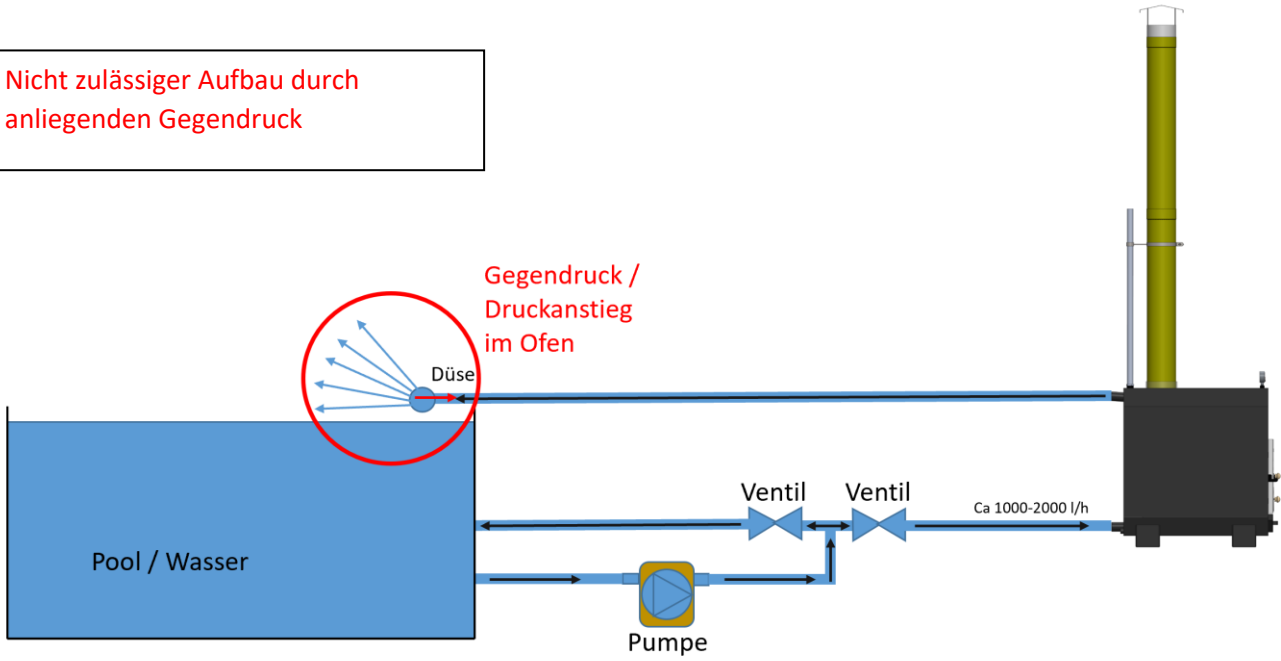 Nicht zulässiger Aufbau durch
anliegenden Gegendruck
Gegendruck /
Druckanstieg
im Ofen
Düse
Ventil
Ventil
Ca 1000-2000 l/h
Pool / Wasser
Pumpe